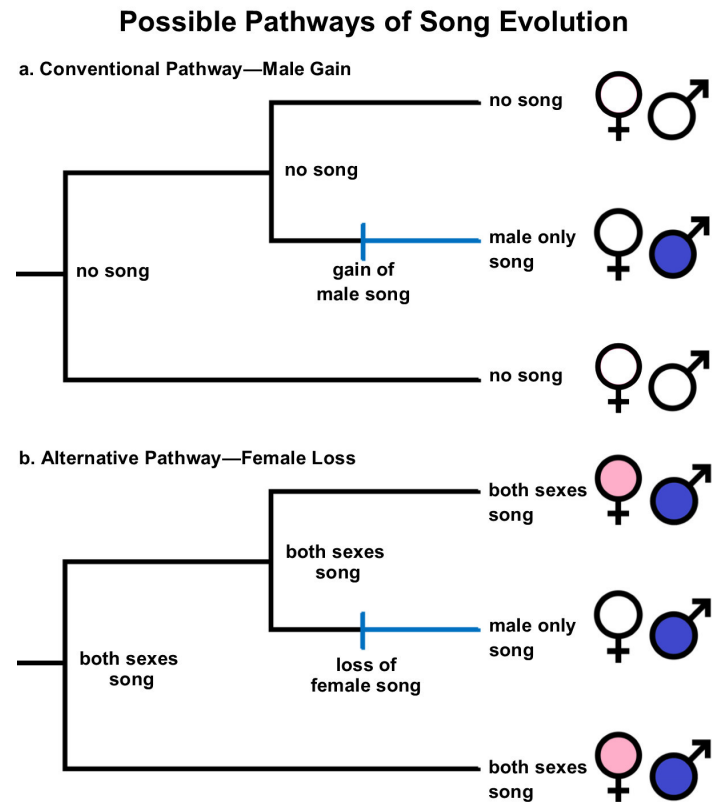 Possible Pathways of Song Evolution
a. Conventional Pathway—Male Gain
no song
no song
male only
song
gain of
male song
no song
no song
b. Alternative Pathway—Female Loss
both sexes
song
both sexes
song
male only
song
loss of
female song
both sexes
song
both sexes
song